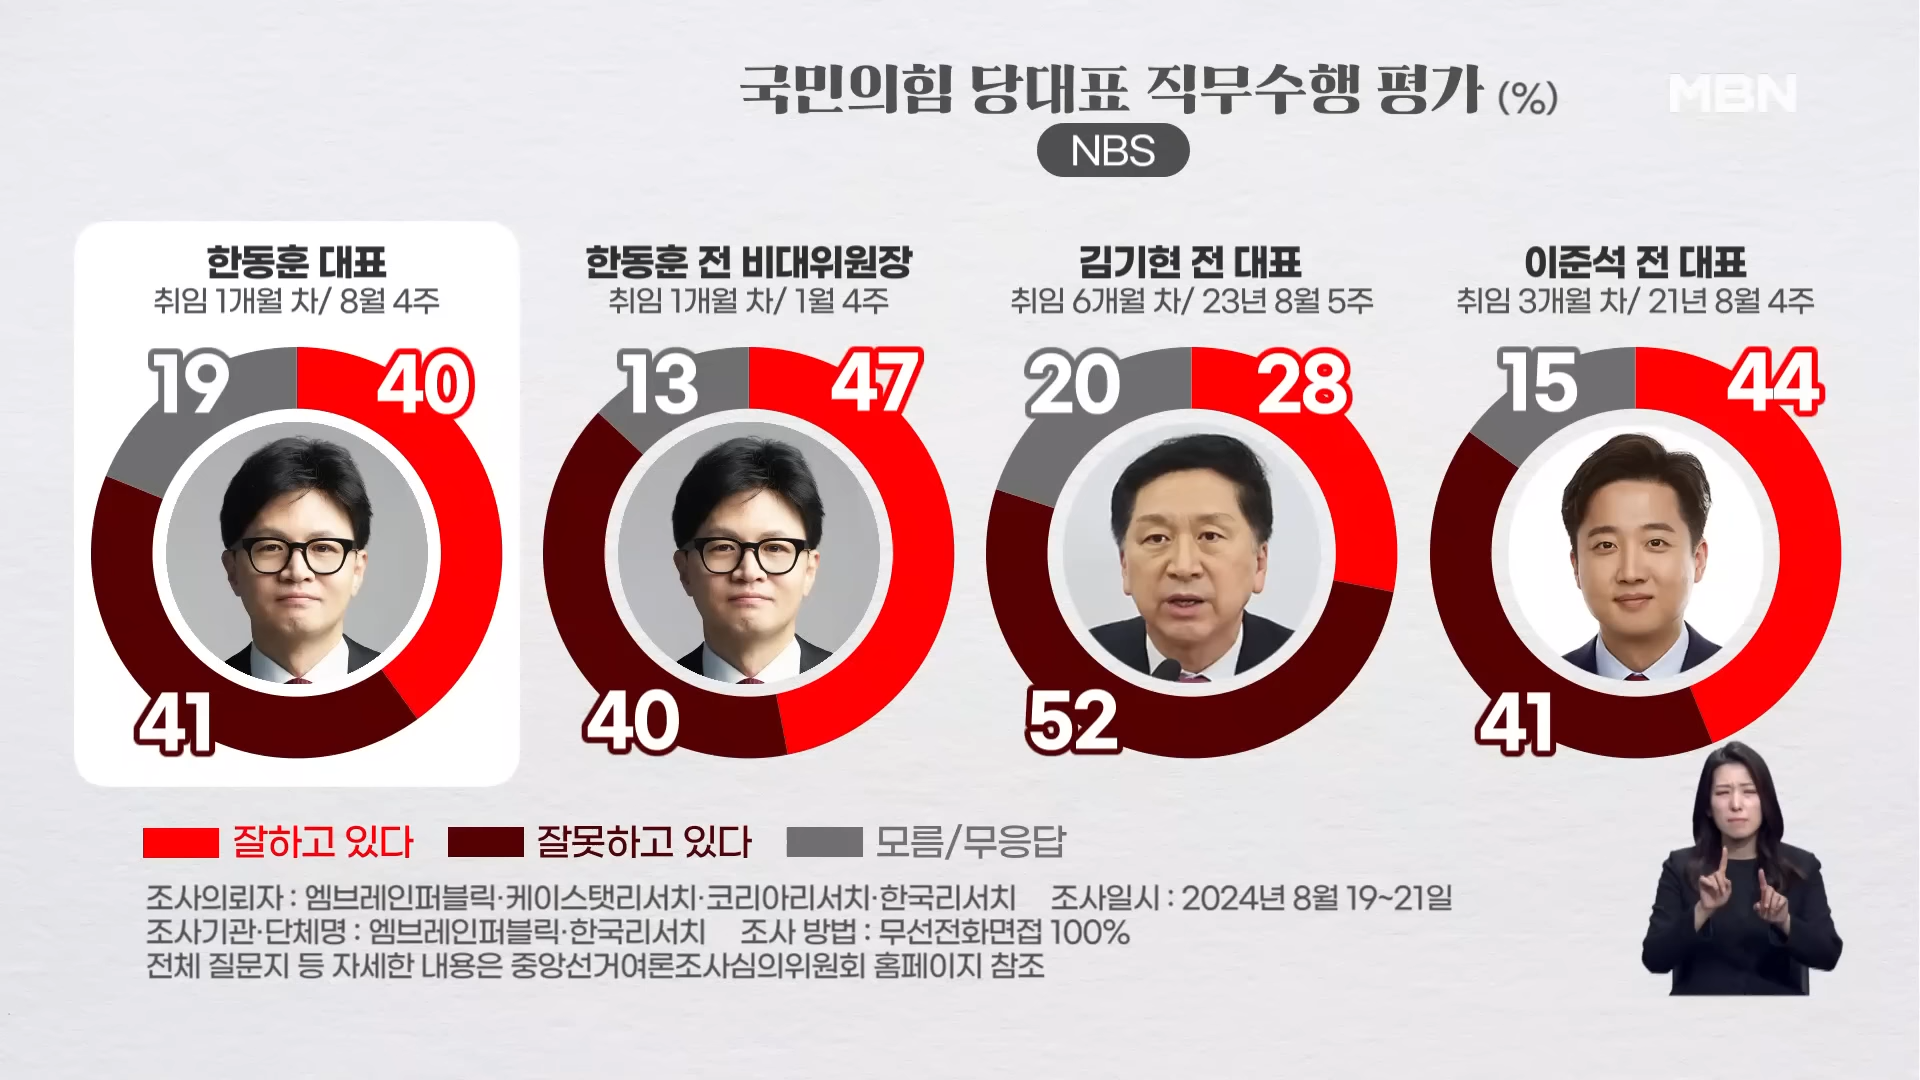 국민의힘 당대표 직무수행 평가 (%)
MBN
NBS
한동훈 대표
취임 1개월 차/ 8월 4주
19
40
41
한동훈 전 비대위원장
취임 1개월 차/ 1월 4주
13
47
40
김기현 전 대표
취임 6개월 차/ 23년 8월 5주
20
28
52
이준석 전 대표
취임 3개월 차/ 21년 8월 4주
15
44
41
잘하고 있다
잘못하고 있다
모름/무응답
조사의뢰자 : 엠브레인퍼블릭·케이스탯리서치·코리아리서치·한국리서치 조사일시 : 2024년 8월 19~21일
조사기관·단체명 : 엠브레인퍼블릭·한국리서치 조사 방법 : 무선전화면접 100%
전체 질문지 등 자세한 내용은 중앙선거여론조사심의위원회 홈페이지 참조